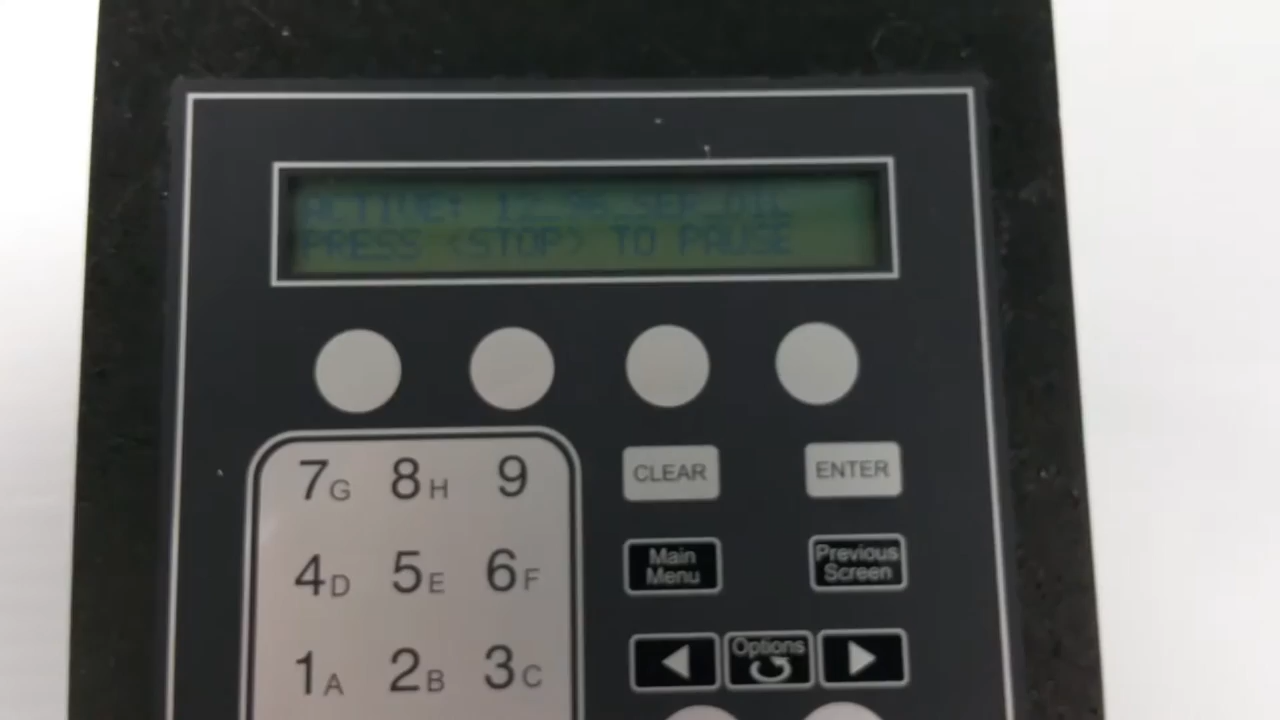 ACTIVE:
PRESS <STOP> TO PAUSE
7G 8H 9
CLEAR ENTER
4D 5E 6F
Main Menu
Previous Screen
1A 2B 3C
Options